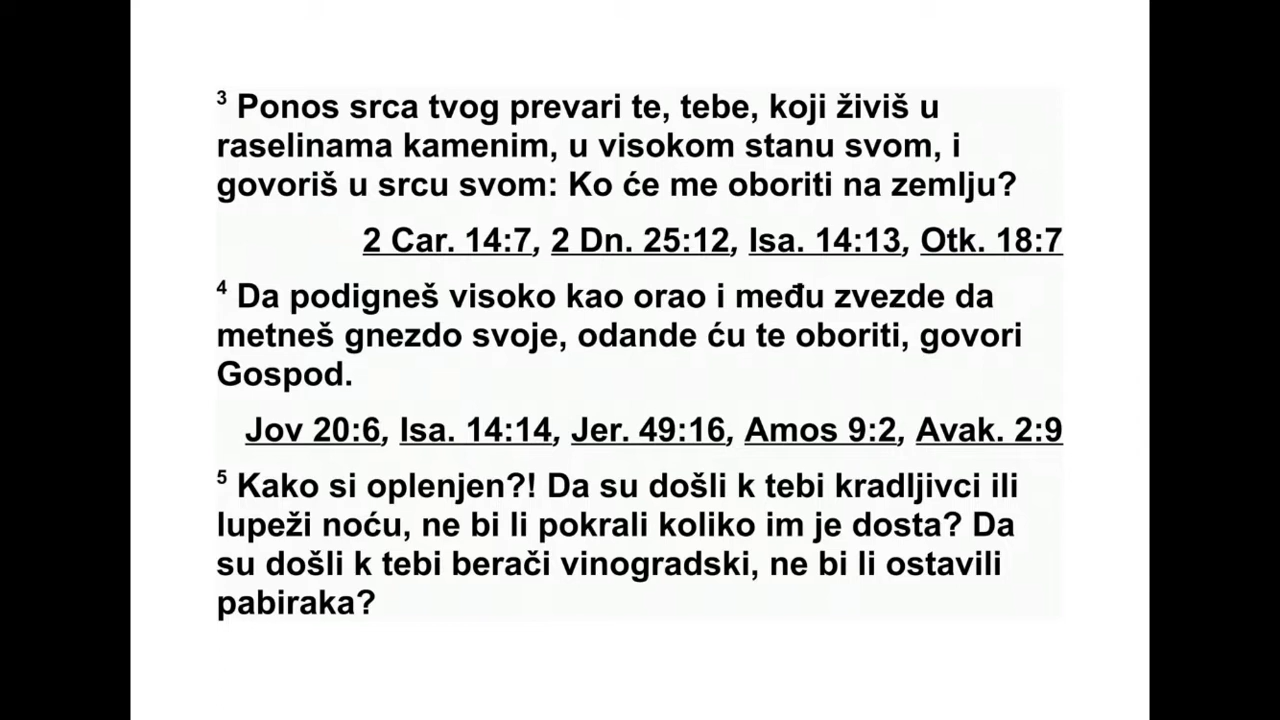 3 Ponos srca tvog prevari te, tebe, koji živiš u
raselinama kamenim, u visokom stanu svom, i
govoriš u srcu svom: Ko će me oboriti na zemlju?
2 Car. 14:7, 2 Dn. 25:12, Isa. 14:13, Otk. 18:7
4 Da podigneš visoko kao orao i među zvezde da
metneš gnezdo svoje, odande ću te oboriti, govori
Gospod.
Jov 20:6, Isa. 14:14, Jer. 49:16, Amos 9:2, Avak. 2:9
5 Kako si oplenjen?! Da su došli k tebi kradljivci ili
lupeži noću, ne bi li pokrali koliko im je dosta? Da
su došli k tebi berači vinogradski, ne bi li ostavili
pabiraka?